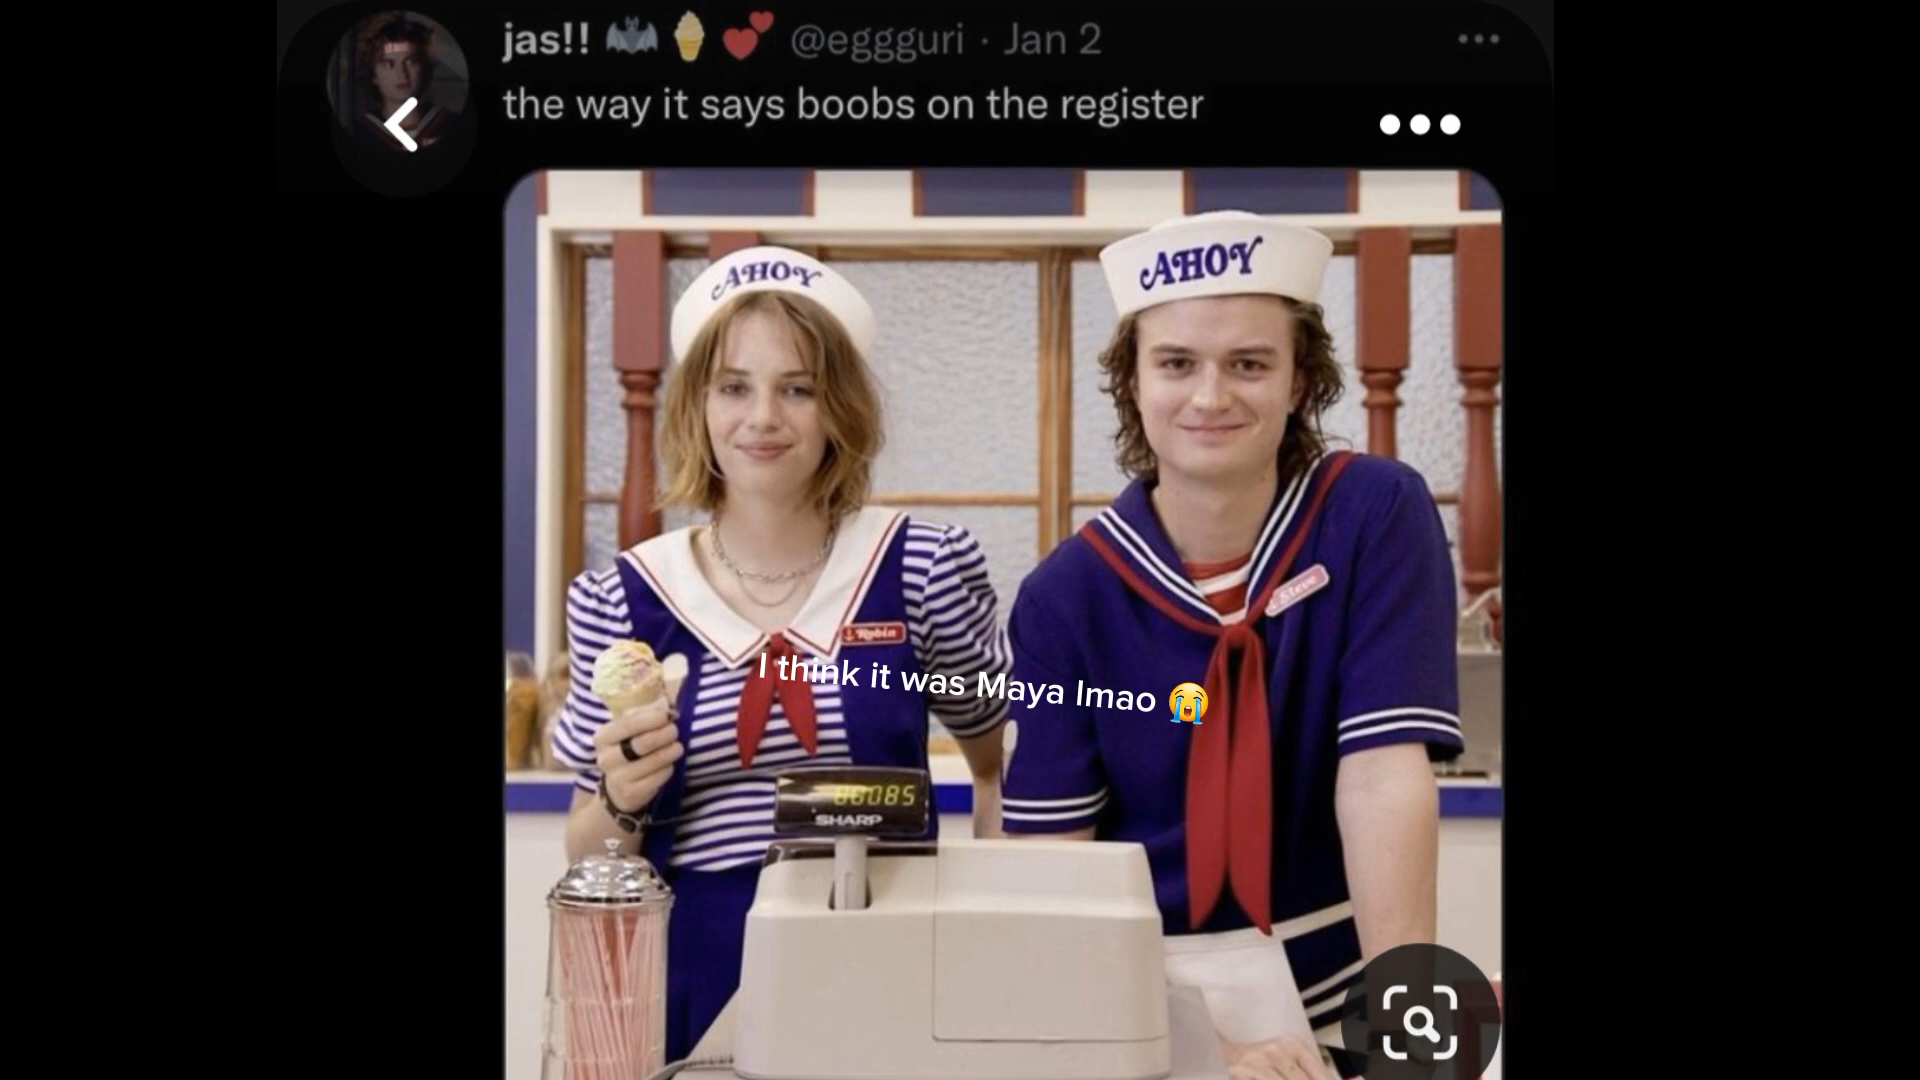 jas!! 🦇🍦💕 @eggguri · Jan 2
the way it says boobs on the register
AHOY
AHOY
Steve
Robin
I think it was Maya lmao 😭
80085
SHARP